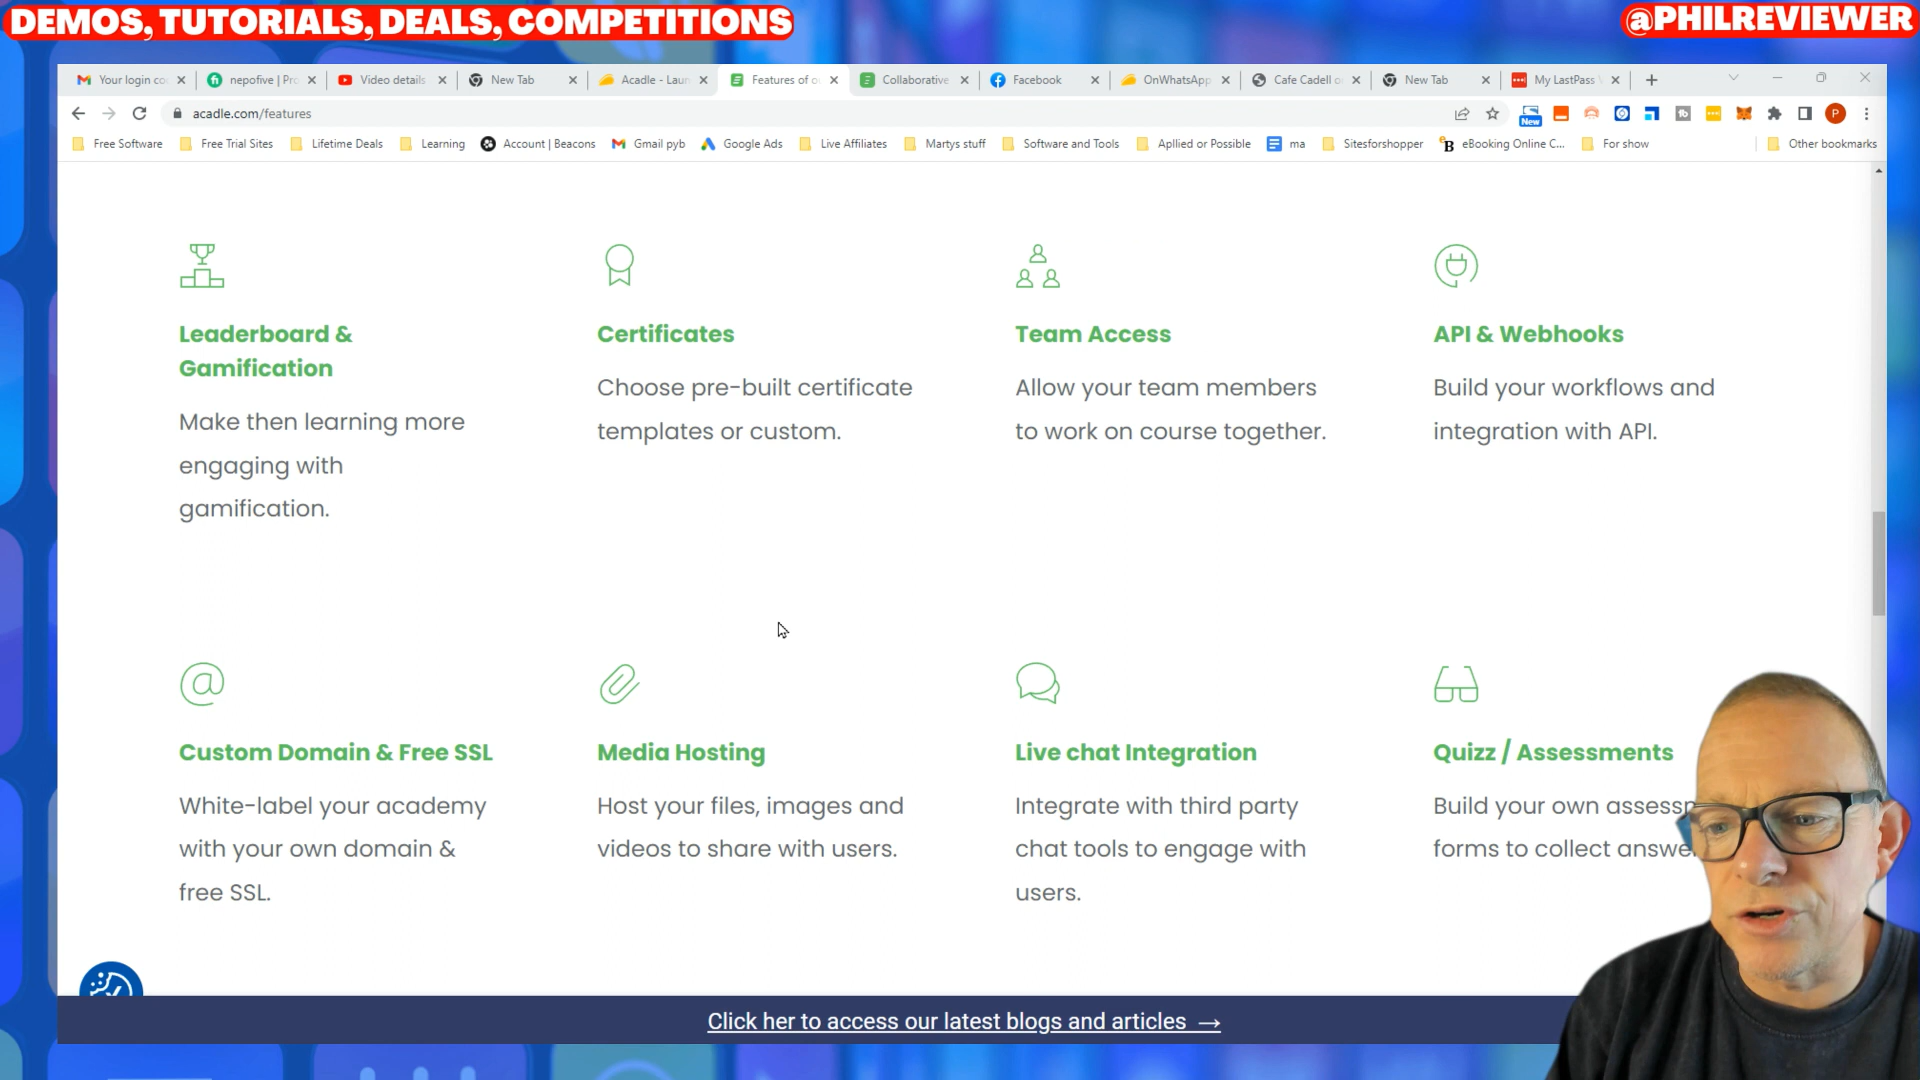 DEMOS, TUTORIALS, DEALS, COMPETITIONS
@PHILREVIEWER
Your login co
nepofive | Pro
Video details
New Tab
Acadle - Laun
Features of o
Collaborative
Facebook
OnWhatsApp
Cafe Cadell o
New Tab
My LastPass
acadle.com/features
New
P
Free Software
Free Trial Sites
Lifetime Deals
Learning
Account | Beacons
Gmail pyb
Google Ads
Live Affiliates
Martys stuff
Software and Tools
Apllied or Possible
ma
Sitesforshopper
eBooking Online C...
For show
Other bookmarks
Leaderboard &
Gamification
Make then learning more
engaging with
gamification.
Certificates
Choose pre-built certificate
templates or custom.
Team Access
Allow your team members
to work on course together.
API & Webhooks
Build your workflows and
integration with API.
Custom Domain & Free SSL
White-label your academy
with your own domain &
free SSL.
Media Hosting
Host your files, images and
videos to share with users.
Live chat Integration
Integrate with third party
chat tools to engage with
users.
Quizz / Assessments
Build your own
forms to collect
Click her to access our latest blogs and articles →